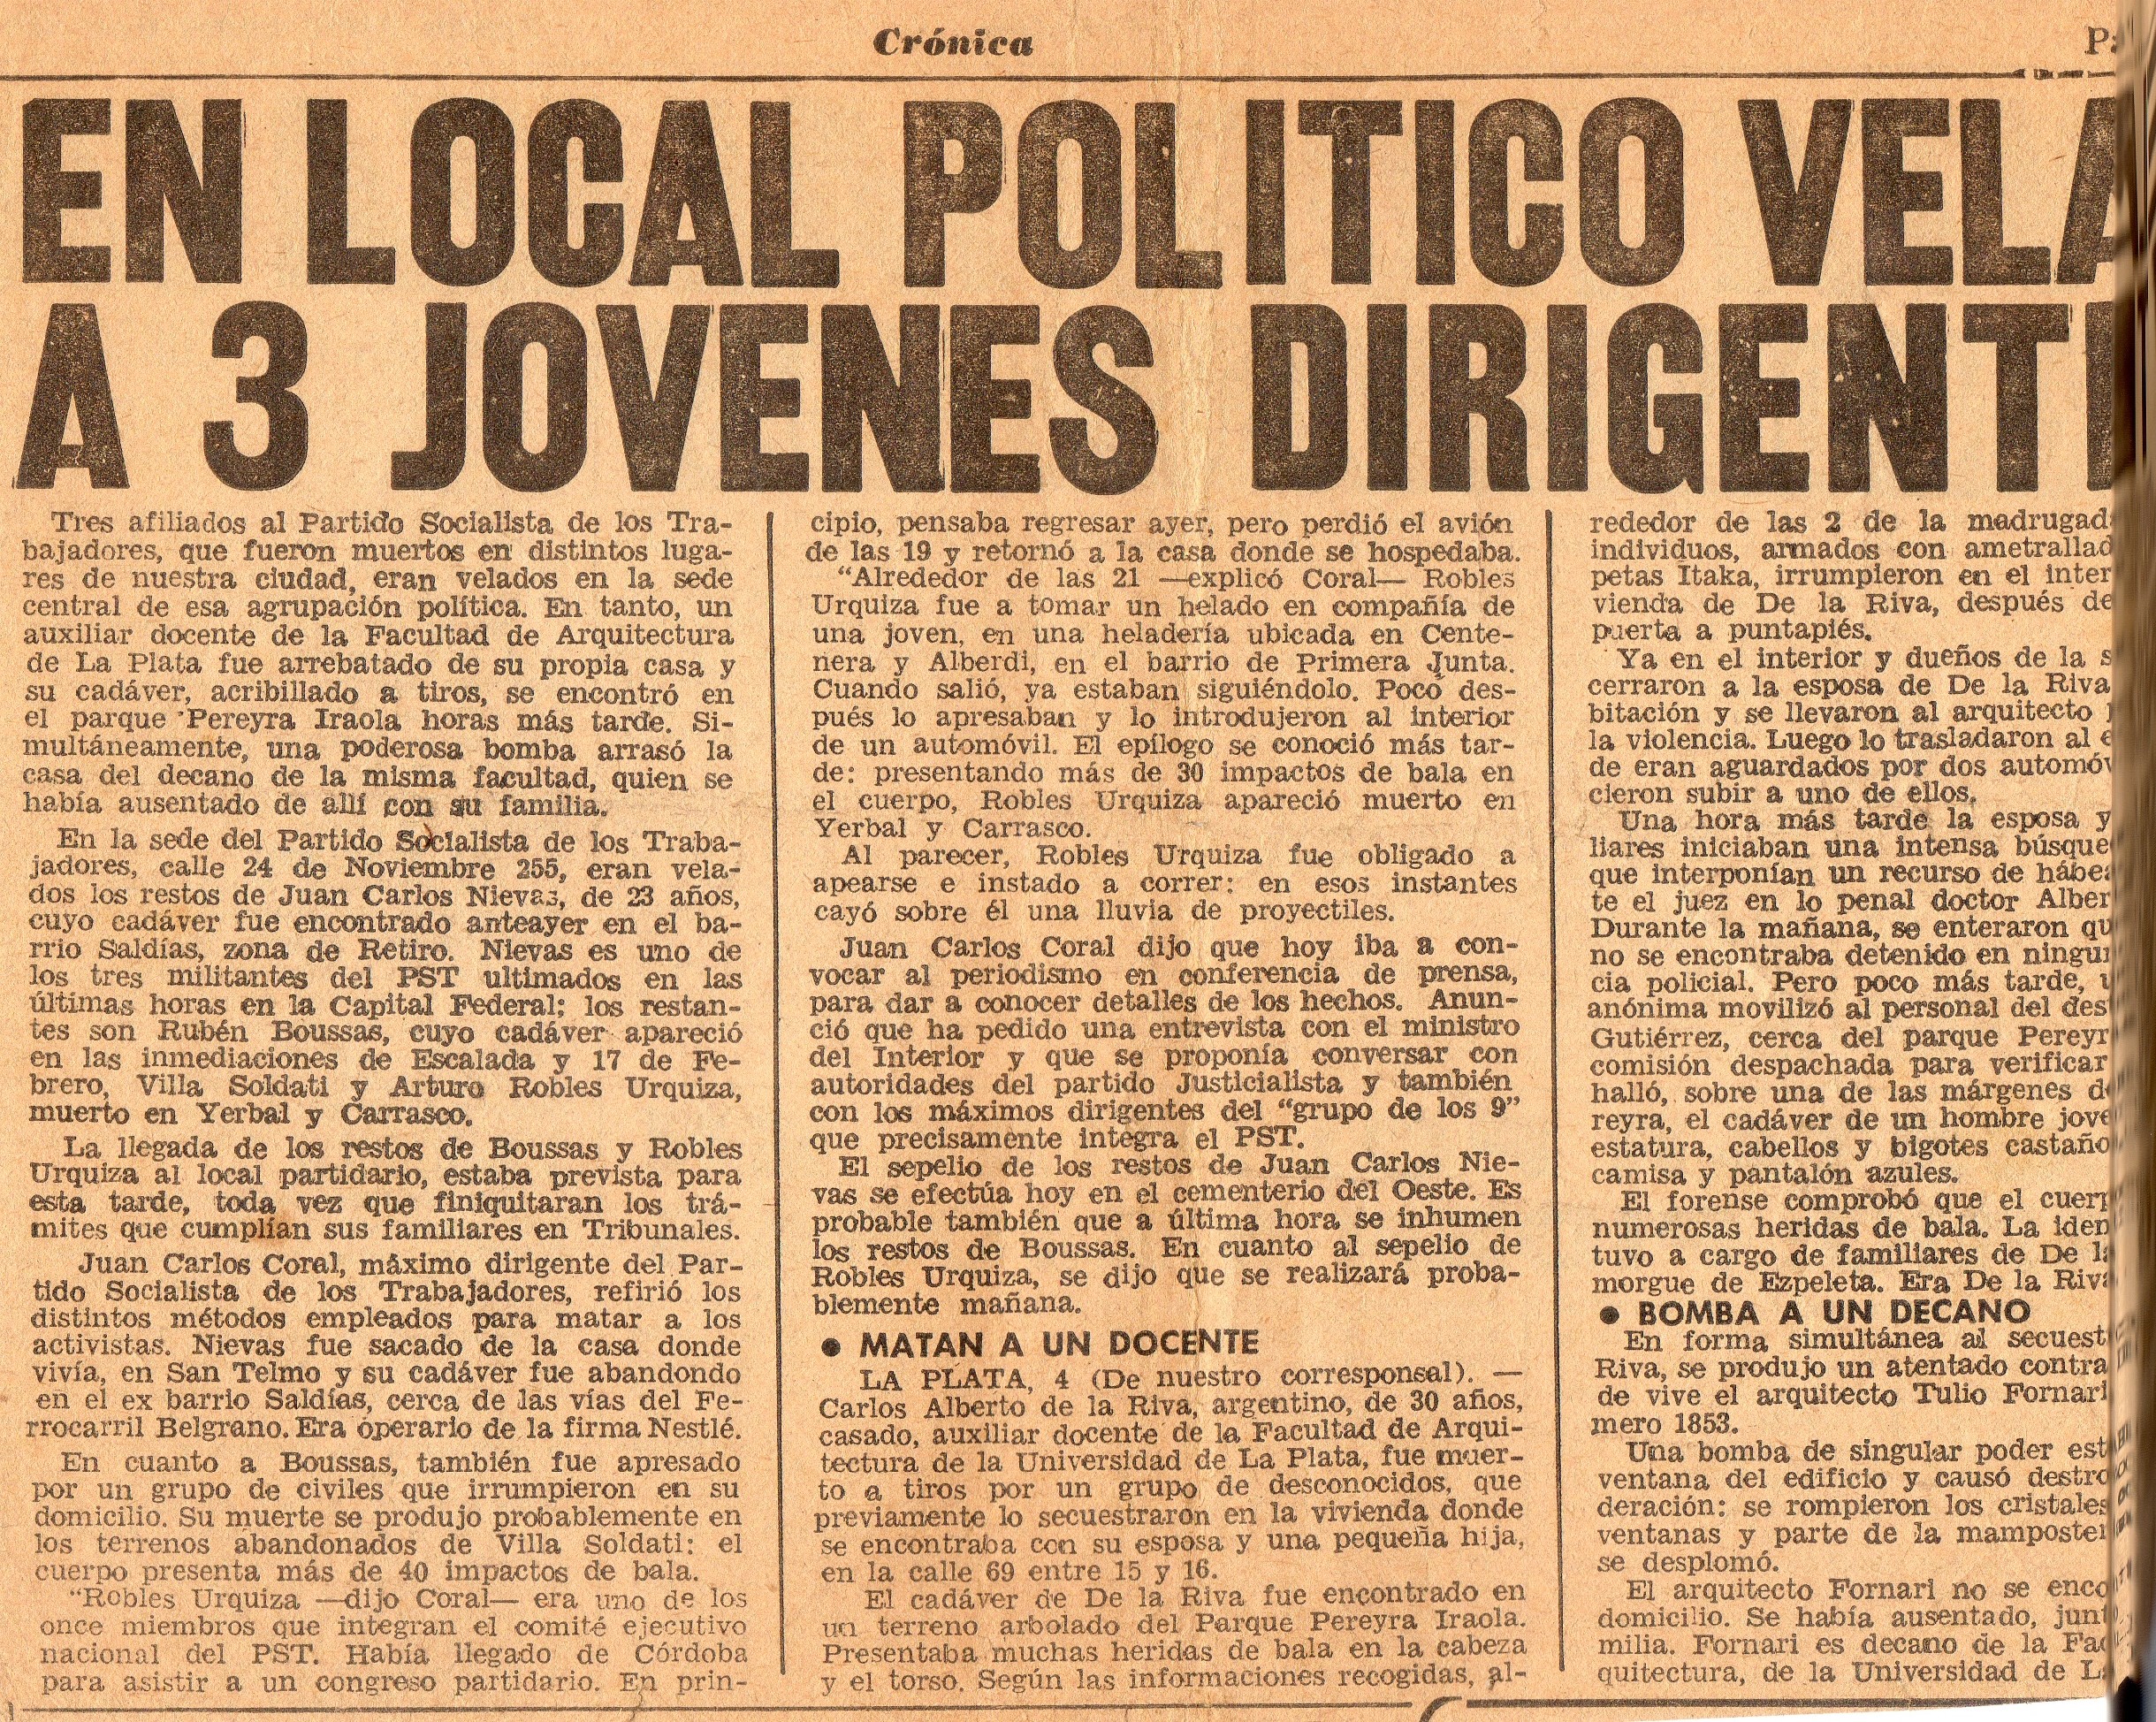 Crónica
EN LOCAL POLITICO VELA
A 3 JOVENES DIRIGENT
Tres afiliados al Partido Socialista de los Tra-
bajadores, que fueron muertos en distintos luga-
res de nuestra ciudad, eran velados en la sede
central de esa agrupación política. En tanto, un
auxiliar docente de la Facultad de Arquitectura
de La Plata fue arrebatado de su propia casa y
su cadáver, acribillado a tiros, se encontró en
el parque Pereyra Iraola horas más tarde. Si-
multáneamente, una poderosa bomba arrasó la
casa del decano de la misma facultad, quien se
había ausentado de allí con su familia.
En la sede del Partido Socialista de los Traba-
jadores, calle 24 de Noviembre 255, eran vela-
dos los restos de Juan Carlos Nievas, de 23 años,
cuyo cadáver fue encontrado anteayer en el ba-
rrio Saldías, zona de Retiro. Nievas es uno de
los tres militantes del PST ultimados en las
últimas horas en la Capital Federal; los restan-
tes son Rubén Boussas, cuyo cadáver apareció
en las inmediaciones de Escalada y 17 de Fe-
brero, Villa Soldati y Arturo Robles Urquiza,
muerto en Yerbal y Carrasco.
La llegada de los restos de Boussas y Robles
Urquiza al local partidario, estaba prevista para
esta tarde, toda vez que finiquitaran los trá-
mites que cumplían sus familiares en Tribunales.
Juan Carlos Coral, máximo dirigente del Par-
tido Socialista de los Trabajadores, refirió los
distintos métodos empleados para matar a los
activistas. Nievas fue sacado de la casa donde
vivía, en San Telmo y su cadáver fue abandondo
en el ex barrio Saldías, cerca de las vías del Fe-
rrocarril Belgrano. Era operario de la firma Nestlé.
En cuanto a Boussas, también fue apresado
por un grupo de civiles que irrumpieron en su
domicilio. Su muerte se produjo probablemente en
los terrenos abandonados de Villa Soldati: el
cuerpo presenta más de 40 impactos de bala.
"Robles Urquiza —dijo Coral— era uno de los
once miembros que integran el comité ejecutivo
nacional del PST. Había llegado de Córdoba
para asistir a un congreso partidario. En prin-
cipio, pensaba regresar ayer, pero perdió el avión
de las 19 y retornó a la casa donde se hospedaba.
"Alrededor de las 21 —explicó Coral— Robles
Urquiza fue a tomar un helado en compañía de
una joven, en una heladería ubicada en Cente-
nera y Alberdi, en el barrio de Primera Junta.
Cuando salió, ya estaban siguiéndolo. Poco des-
pués lo apresaban y lo introdujeron al interior
de un automóvil. El epílogo se conoció más tar-
de: presentando más de 30 impactos de bala en
el cuerpo, Robles Urquiza apareció muerto en
Yerbal y Carrasco.
Al parecer, Robles Urquiza fue obligado a
apearse e instado a correr: en esos instantes
cayó sobre él una lluvia de proyectiles.
Juan Carlos Coral dijo que hoy iba a con-
vocar al periodismo en conferencia de prensa,
para dar a conocer detalles de los hechos. Anun-
ció que ha pedido una entrevista con el ministro
del Interior y que se proponía conversar con
autoridades del partido Justicialista y también
con los máximos dirigentes del "grupo de los 9"
que precisamente integra el PST.
El sepelio de los restos de Juan Carlos Nie-
vas se efectúa hoy en el cementerio del Oeste. Es
probable también que a última hora se inhumen
los restos de Boussas. En cuanto al sepelio de
Robles Urquiza, se dijo que se realizará proba-
blemente mañana.
● MATAN A UN DOCENTE
LA PLATA, 4 (De nuestro corresponsal). —
Carlos Alberto de la Riva, argentino, de 30 años,
casado, auxiliar docente de la Facultad de Arqui-
tectura de la Universidad de La Plata, fue muer-
to a tiros por un grupo de desconocidos, que
previamente lo secuestraron en la vivienda donde
se encontraba con su esposa y una pequeña hija,
en la calle 69 entre 15 y 16.
El cadáver de De la Riva fue encontrado en
un terreno arbolado del Parque Pereyra Iraola.
Presentaba muchas heridas de bala en la cabeza
y el torso. Según las informaciones recogidas, al-
rededor de las 2 de la madrugad
individuos, armados con ametrallad
petas Itaka, irrumpieron en el inter
vienda de De la Riva, después de
puerta a puntapiés.
Ya en el interior y dueños de la s
cerraron a la esposa de De la Riva
bitación y se llevaron al arquitecto
la violencia. Luego lo trasladaron al e
de eran aguardados por dos automóv
cieron subir a uno de ellos.
Una hora más tarde la esposa y
liares iniciaban una intensa búsque
que interponían un recurso de hábe
te el juez en lo penal doctor Alber
Durante la mañana, se enteraron qu
no se encontraba detenido en ningu
cia policial. Pero poco más tarde,
anónima movilizó al personal del des
Gutiérrez, cerca del parque Pereyr
comisión despachada para verificar
halló, sobre una de las márgenes d
reyra, el cadáver de un hombre jove
estatura, cabellos y bigotes castaño
camisa y pantalón azules.
El forense comprobó que el cuerp
numerosas heridas de bala. La iden
tuvo a cargo de familiares de De l
morgue de Ezpeleta. Era De la Riva
● BOMBA A UN DECANO
En forma simultánea al secuest
Riva, se produjo un atentado contra
de vive el arquitecto Tulio Fornari
mero 1853.
Una bomba de singular poder est
ventana del edificio y causó destro
deración: se rompieron los cristales
ventanas y parte de la mamposter
se desplomó.
El arquitecto Fornari no se enco
domicilio. Se había ausentado, junt
milia. Fornari es decano de la Fac
quitectura, de la Universidad de L